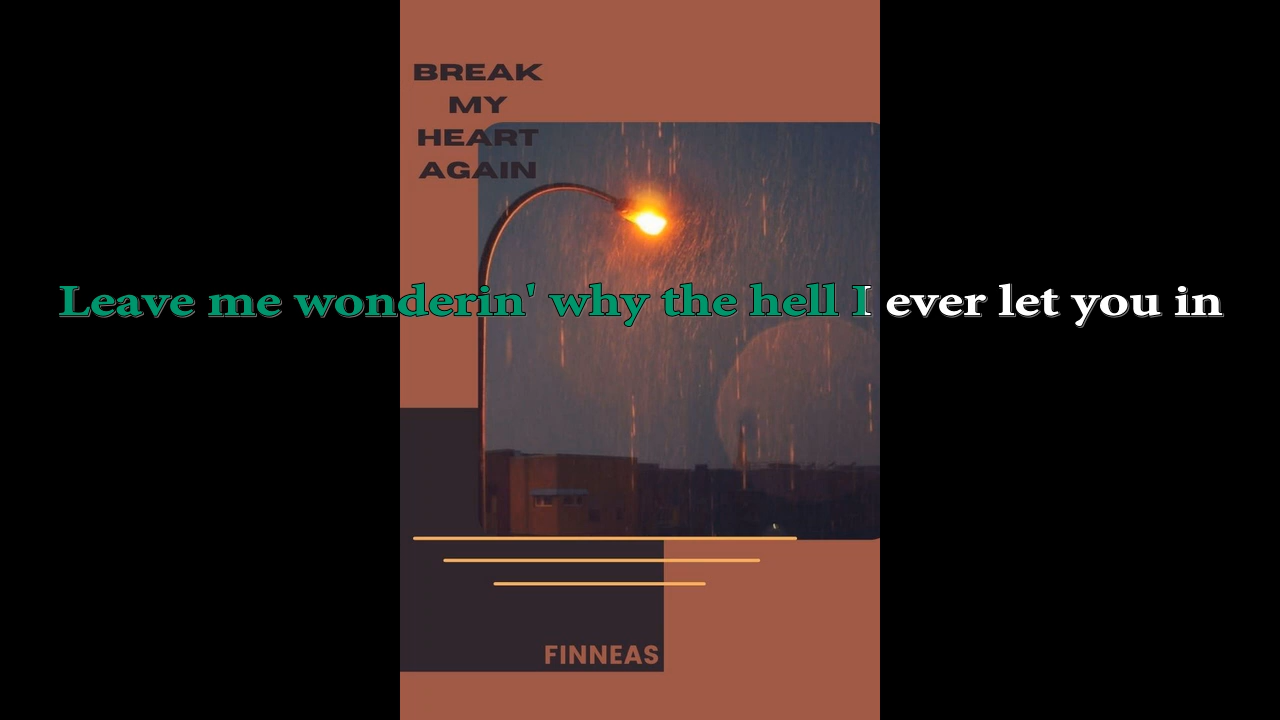 BREAK
MY
HEART
AGAIN
Leave me wonderin' why the hell I ever let you in
FINNEAS